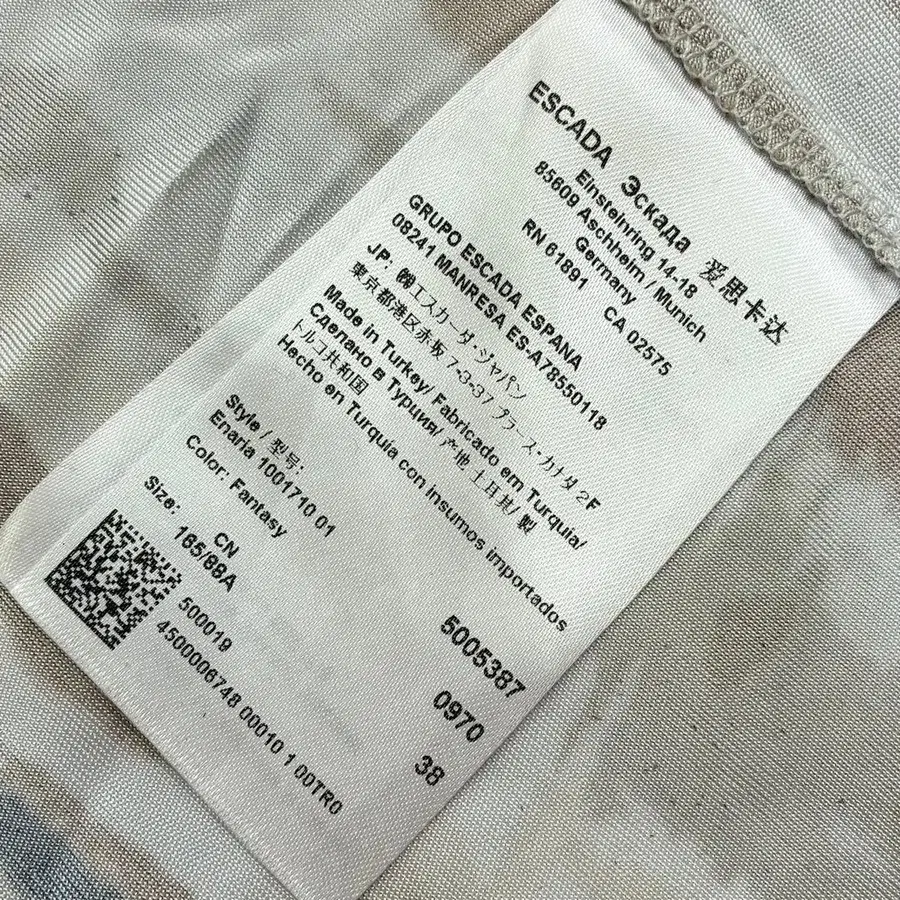 ESCADA Эскада 爱思卡达
Einsteinring 14-18
85609 Aschheim / Munich
Germany
RN 61891 CA 02575
GRUPO ESCADA ESPANA
08241 MANRESA ES-A78550118
JP: ㈱エスカーダ・ジャパン
東京都港区赤坂 7-3-37 プラース・カナダ 2F
Made in Turkey/ Fabricado em Turquia/
Сделано в Турция/ 产地 土耳其/ 製
トルコ共和国
Hecho en Turquia con insumos importados
Style / 型号:
Enaria 1001710 01
Color: Fantasy
Size: CN
165/89A
5005387
0970
38
500019
4500006748 00010 1 00TR0